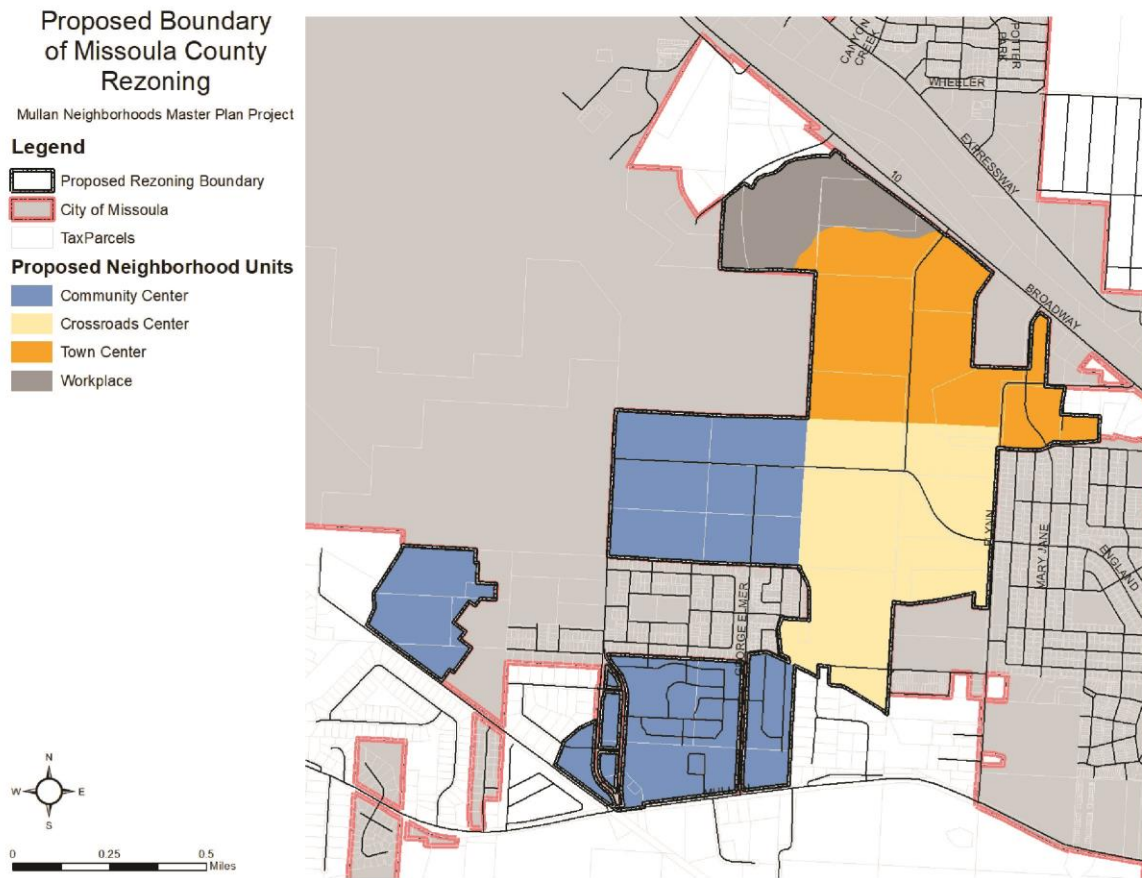 Proposed Boundary
of Missoula County
Rezoning
Mullan Neighborhoods Master Plan Project
Legend
Proposed Rezoning Boundary
City of Missoula
TaxParcels
Proposed Neighborhood Units
Community Center
Crossroads Center
Town Center
Workplace
CANYON
CREEK
POTTER
PARK
WHEELER
EXPRESSWAY
10
BROADWAY
FLYNN
MARY JANE
ENGLAND
GEORGE ELMER
N
W
E
S
0
0.25
0.5
Miles